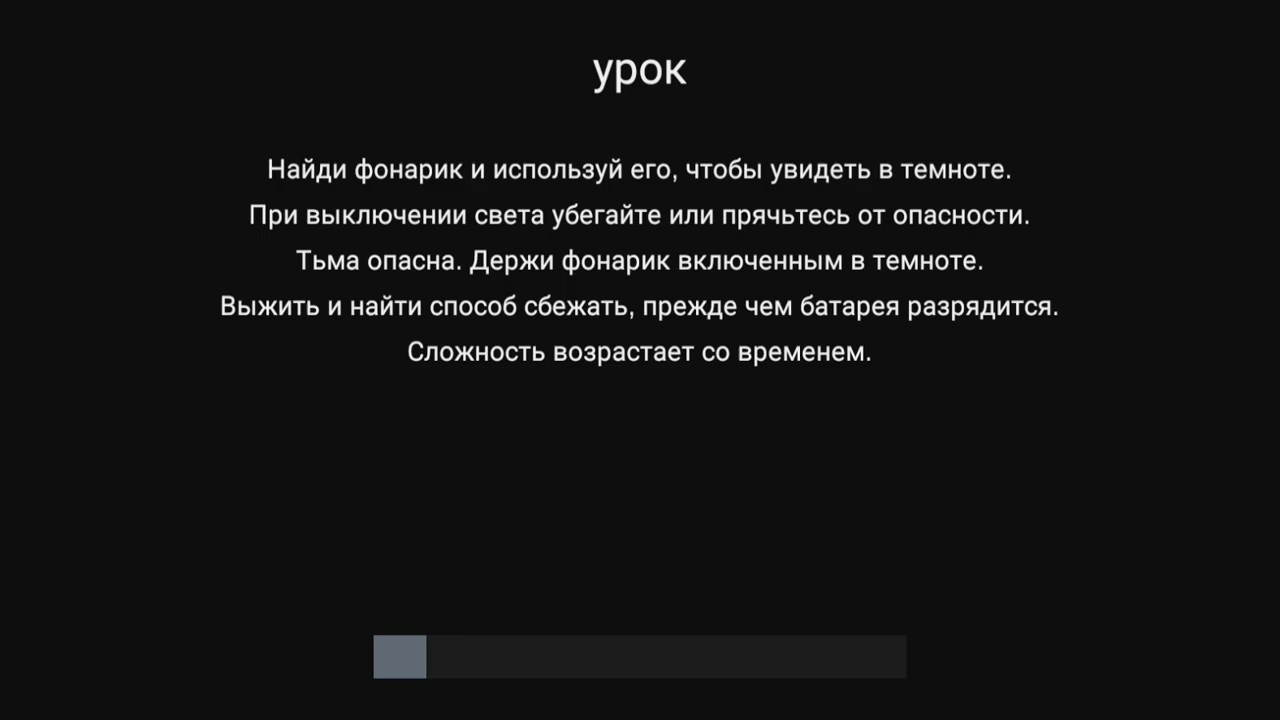 урок
Найди фонарик и используй его, чтобы увидеть в темноте.
При выключении света убегайте или прячьтесь от опасности.
Тьма опасна. Держи фонарик включенным в темноте.
Выжить и найти способ сбежать, прежде чем батарея разрядится.
Сложность возрастает со временем.